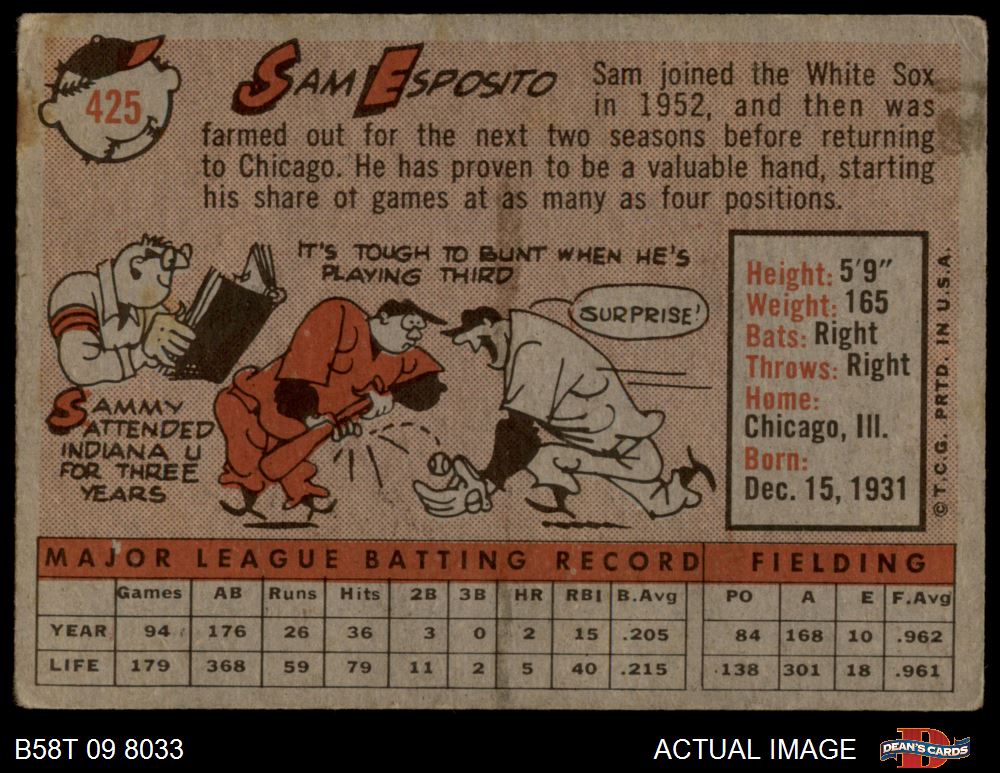 425
SAM ESPOSITO
Sam joined the White Sox
in 1952, and then was
farmed out for the next two seasons before returning
to Chicago. He has proven to be a valuable hand, starting
his share of games at as many as four positions.
IT'S TOUGH TO BUNT WHEN HE'S
PLAYING THIRD
SURPRISE!
SAMMY
ATTENDED
INDIANA U
FOR THREE
YEARS
Height: 5'9"
Weight: 165
Bats: Right
Throws: Right
Home:
Chicago, Ill.
Born:
Dec. 15, 1931
© T.C.G. PRTD. IN U.S.A.
MAJOR LEAGUE BATTING RECORD FIELDING
Games AB Runs Hits 2B 3B HR RBI B.Avg PO A E F.Avg
YEAR 94 176 26 36 3 0 2 15 .205 84 168 10 .962
LIFE 179 368 59 79 11 2 5 40 .215 138 301 18 .961
B58T 09 8033 ACTUAL IMAGE DEAN'S CARDS